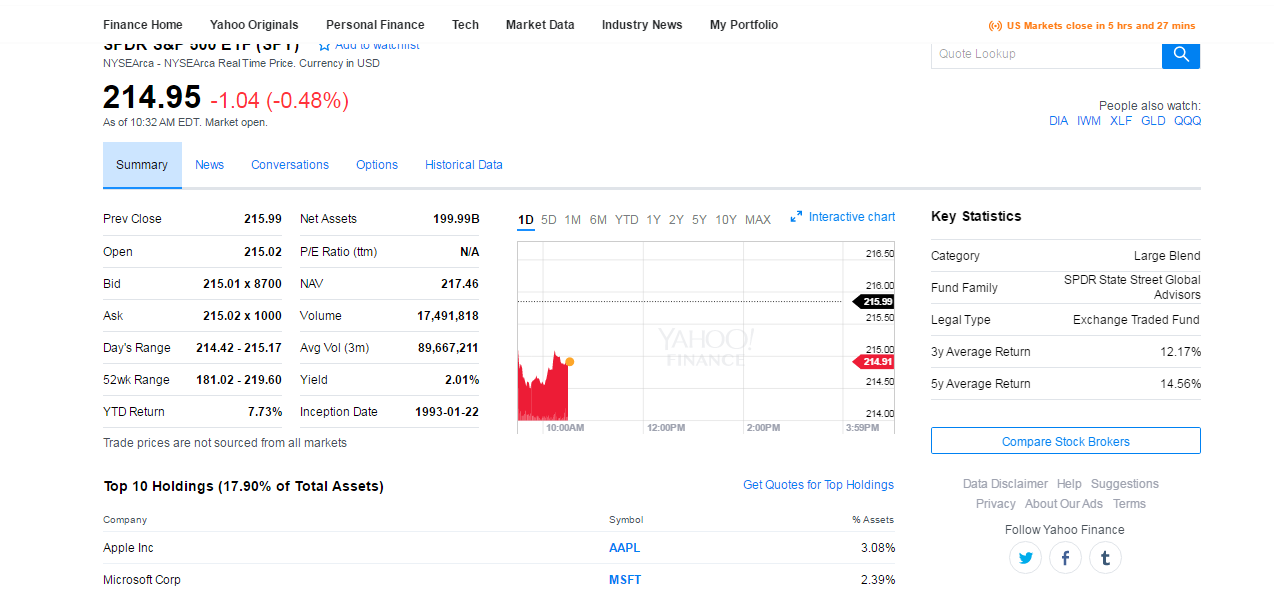 Finance Home Yahoo Originals Personal Finance Tech Market Data Industry News My Portfolio US Markets close in 5 hrs and 27 mins
SPDR S&P 500 ETF (SPY) Add to watchlist
Quote Lookup
NYSEArca - NYSEArca Real Time Price. Currency in USD
214.95 -1.04 (-0.48%)
As of 10:32 AM EDT. Market open.
People also watch:
DIA IWM XLF GLD QQQ
Summary News Conversations Options Historical Data
Prev Close 215.99
Open 215.02
Bid 215.01 x 8700
Ask 215.02 x 1000
Day's Range 214.42 - 215.17
52wk Range 181.02 - 219.60
YTD Return 7.73%
Net Assets 199.99B
P/E Ratio (ttm) N/A
NAV 217.46
Volume 17,491,818
Avg Vol (3m) 89,667,211
Yield 2.01%
Inception Date 1993-01-22
Trade prices are not sourced from all markets
1D 5D 1M 6M YTD 1Y 2Y 5Y 10Y MAX Interactive chart
216.50
216.00
215.99
215.50
215.00
214.91
214.50
214.00
YAHOO!
FINANCE
10:00AM 12:00PM 2:00PM 3:59PM
Key Statistics
Category Large Blend
Fund Family SPDR State Street Global
Advisors
Legal Type Exchange Traded Fund
3y Average Return 12.17%
5y Average Return 14.56%
Compare Stock Brokers
Data Disclaimer Help Suggestions
Privacy About Our Ads Terms
Follow Yahoo Finance
Top 10 Holdings (17.90% of Total Assets) Get Quotes for Top Holdings
Company Symbol % Assets
Apple Inc AAPL 3.08%
Microsoft Corp MSFT 2.39%